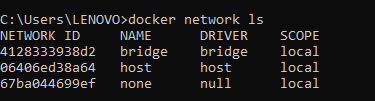 C:\Users\LENOVO>docker network ls
NETWORK ID     NAME      DRIVER    SCOPE
4128333938d2   bridge    bridge    local
06406ed38a64   host      host      local
67ba044699ef   none      null      local